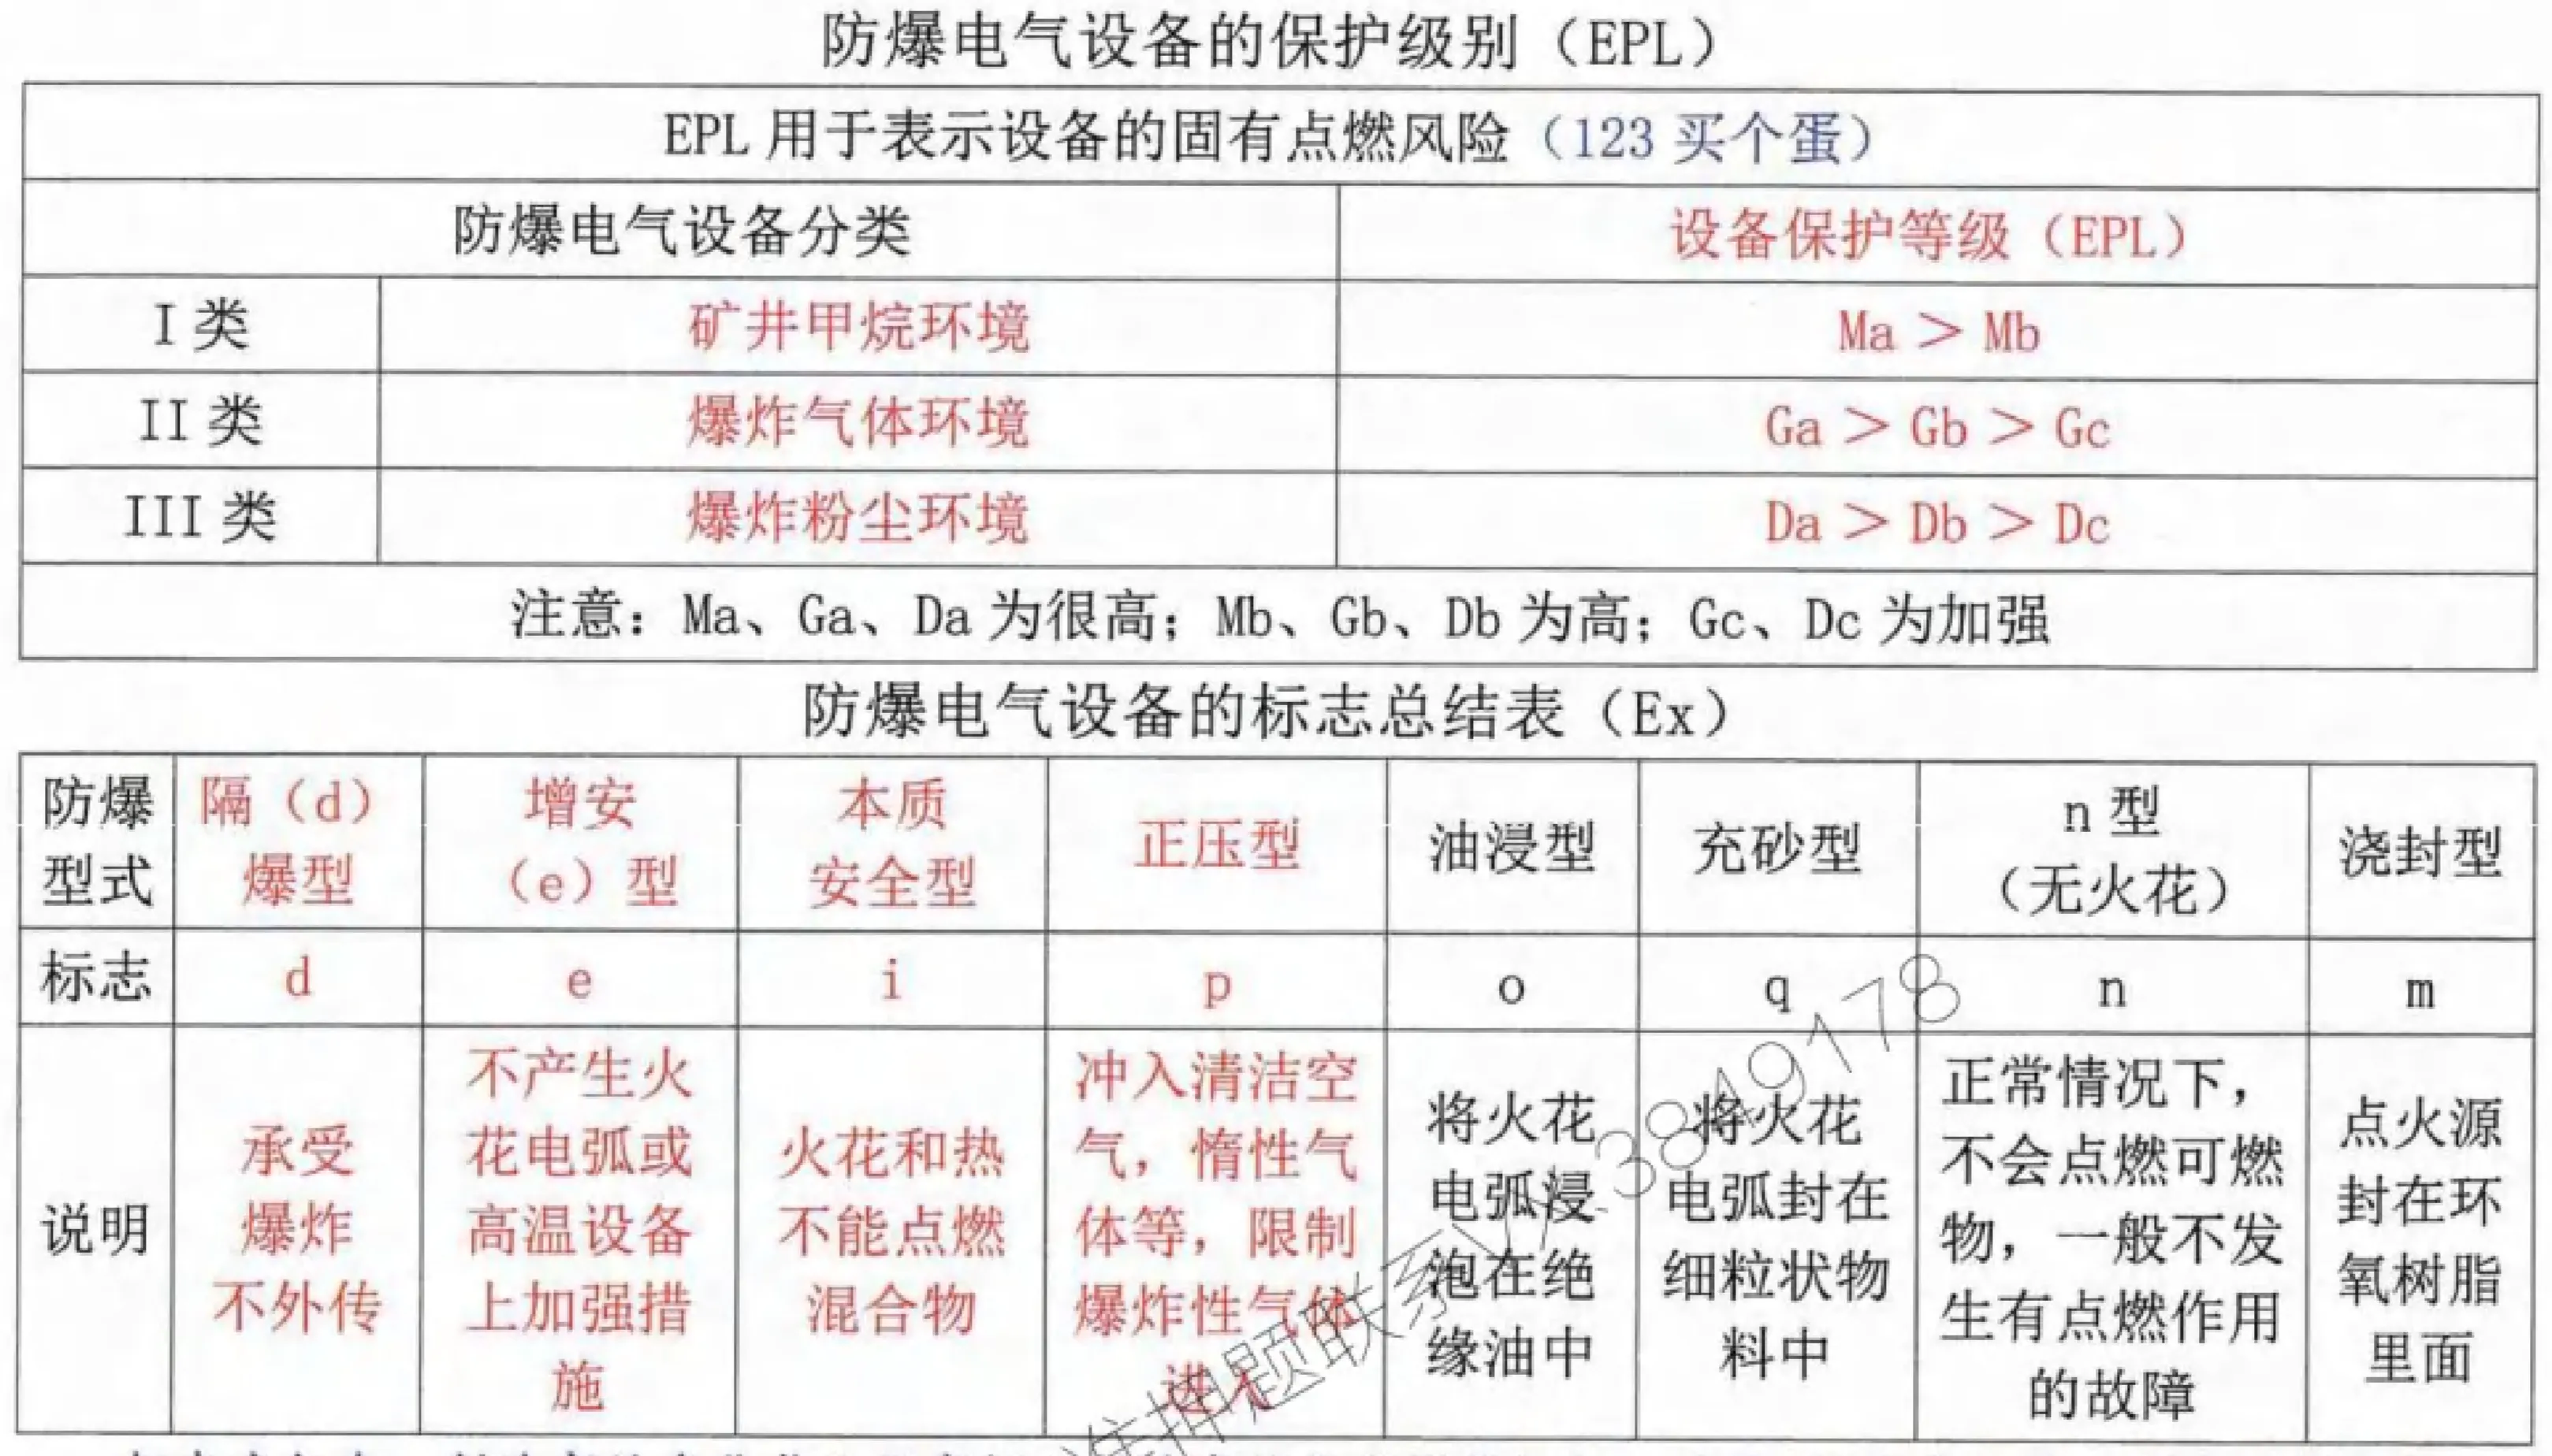 防爆电气设备的保护级别（EPL）
EPL 用于表示设备的固有点燃风险（123 买个蛋）
防爆电气设备分类 设备保护等级（EPL）
I 类 矿井甲烷环境 Ma ＞ Mb
II 类 爆炸气体环境 Ga ＞ Gb ＞ Gc
III 类 爆炸粉尘环境 Da ＞ Db ＞ Dc
注意：Ma、Ga、Da 为很高；Mb、Gb、Db 为高；Gc、Dc 为加强
防爆电气设备的标志总结表（Ex）
防爆
型式
隔（d）
爆型
增安
（e）型
本质
安全型
正压型
油浸型
充砂型
n 型
（无火花）
浇封型
标志 d e i p o q n m
说明
承受
爆炸
不外传
不产生火
花电弧或
高温设备
上加强措
施
火花和热
不能点燃
混合物
冲入清洁空
气，惰性气
体等，限制
爆炸性气体
进入
将火花
电弧浸
泡在绝
缘油中
将火花
电弧封在
细粒状物
料中
正常情况下，
不会点燃可燃
物，一般不发
生有点燃作用
的故障
点火源
封在环
氧树脂
里面
准押题联系